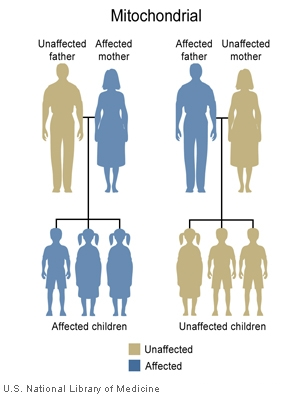 Mitochondrial
Unaffected father
Affected mother
Affected father
Unaffected mother
Affected children
Unaffected children
Unaffected
Affected
U.S. National Library of Medicine